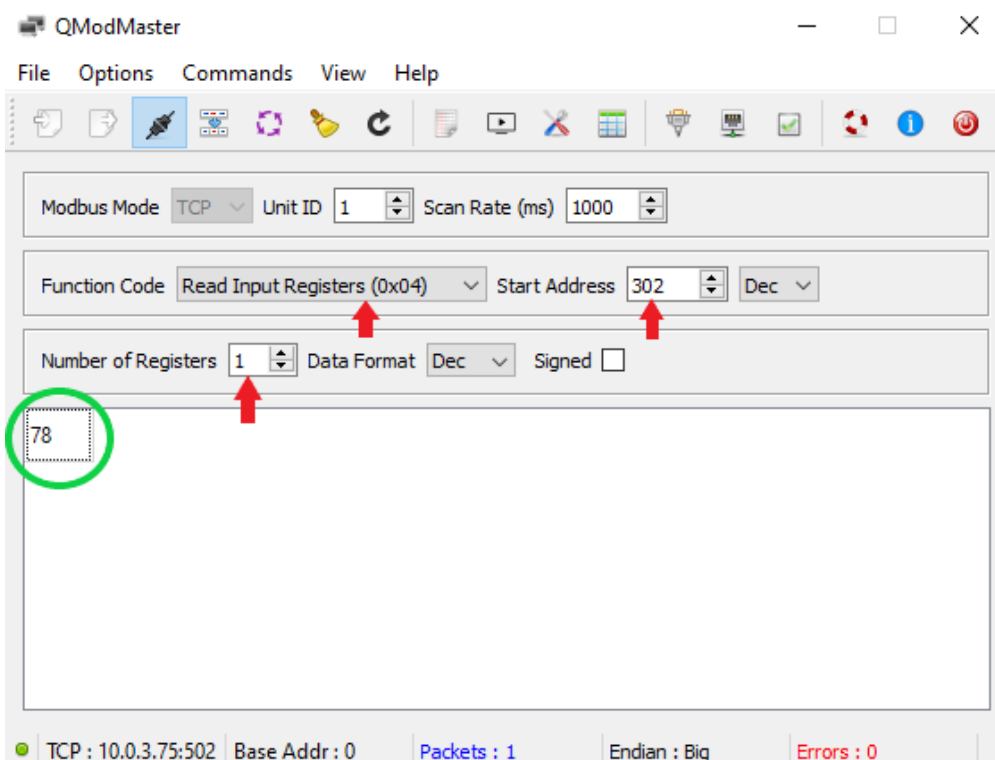 QModMaster
File Options Commands View Help
Modbus Mode TCP Unit ID 1 Scan Rate (ms) 1000
Function Code Read Input Registers (0x04) Start Address 302 Dec
Number of Registers 1 Data Format Dec Signed
78
TCP : 10.0.3.75:502 Base Addr : 0 Packets : 1 Endian : Big Errors : 0